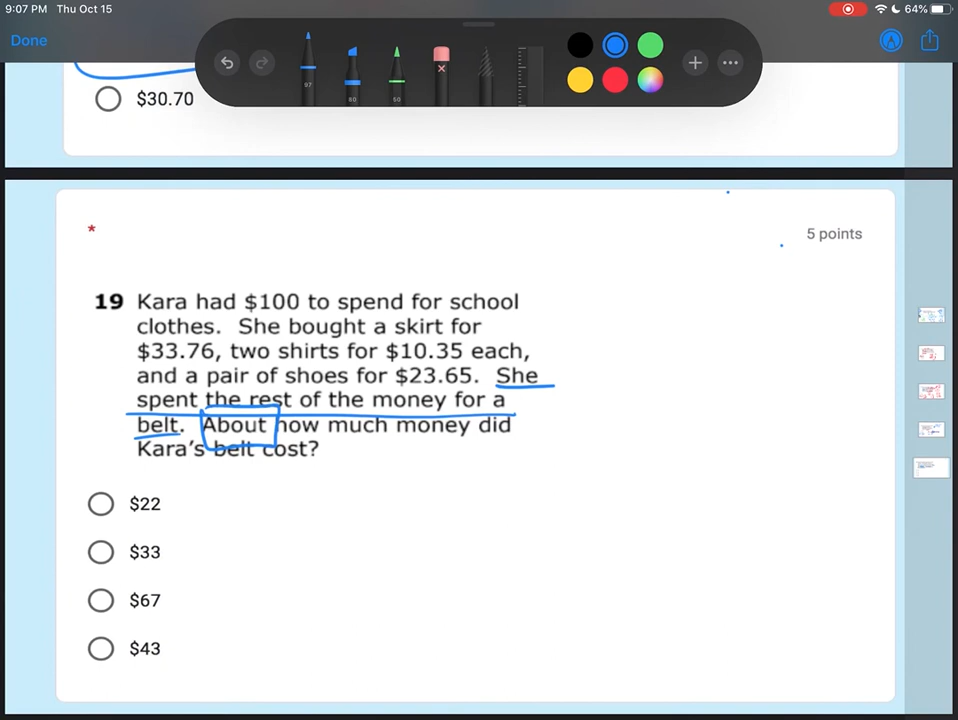 9:07 PM Thu Oct 15
64%
Done
97
80
50
$30.70
*
5 points
19 Kara had $100 to spend for school
clothes. She bought a skirt for
$33.76, two shirts for $10.35 each,
and a pair of shoes for $23.65. She
spent the rest of the money for a
belt. About how much money did
Kara's belt cost?
$22
$33
$67
$43